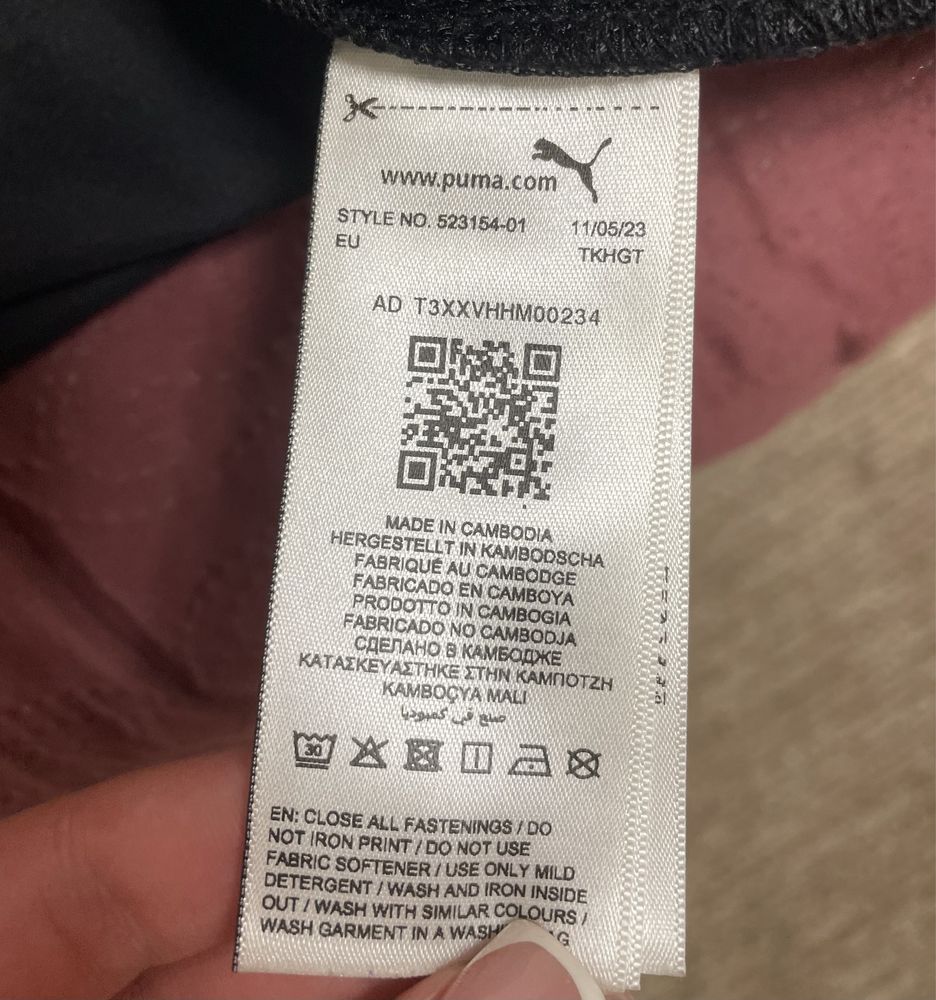 www.puma.com
STYLE NO. 523154-01 11/05/23
EU TKHGT
AD T3XXVHHM00234
MADE IN CAMBODIA
HERGESTELLT IN KAMBODSCHA
FABRIQUÉ AU CAMBODGE
FABRICADO EN CAMBOYA
PRODOTTO IN CAMBOGIA
FABRICADO NO CAMBODJA
СДЕЛАНО В КАМБОДЖЕ
ΚΑΤΑΣΚΕΥΑΣΤΗΚΕ ΣΤΗΝ ΚΑΜΠΟΤΖΗ
KAMBOÇYA MALI
صنع في كمبوديا
30
EN: CLOSE ALL FASTENINGS / DO
NOT IRON PRINT / DO NOT USE
FABRIC SOFTENER / USE ONLY MILD
DETERGENT / WASH AND IRON INSIDE
OUT / WASH WITH SIMILAR COLOURS /
WASH GARMENT IN A